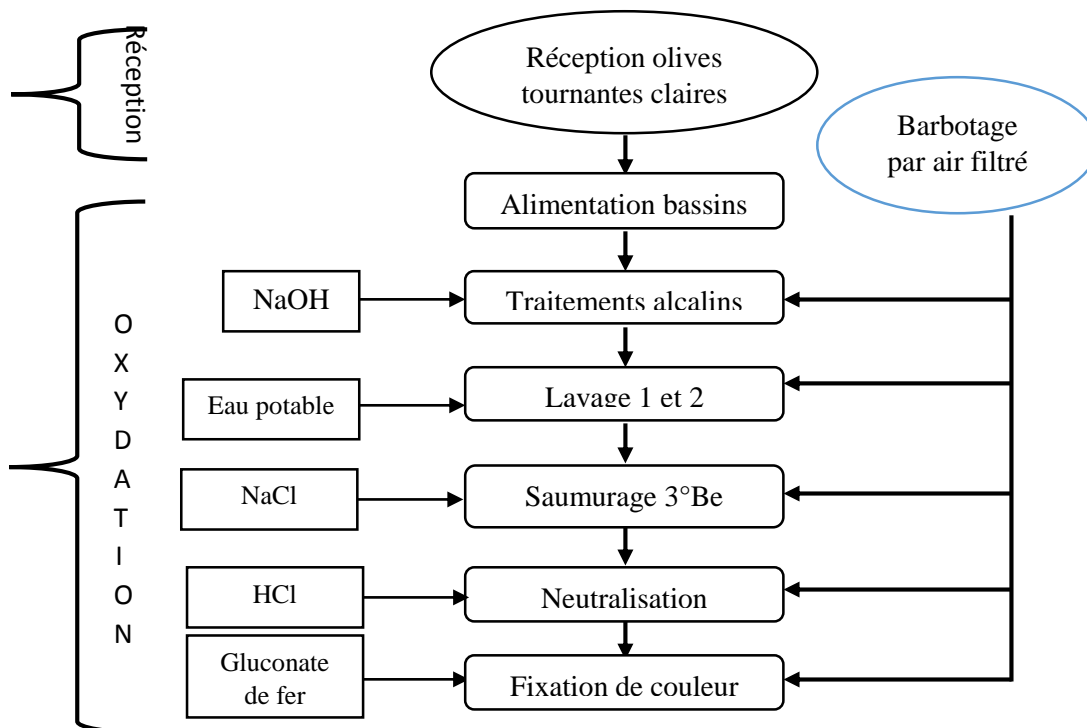 Réception
Réception olives
tournantes claires
Barbotage
par air filtré
Alimentation bassins
OXYDATION
NaOH
Traitements alcalins
Eau potable
Lavage 1 et 2
NaCl
Saumurage 3°Be
HCl
Neutralisation
Gluconate
de fer
Fixation de couleur